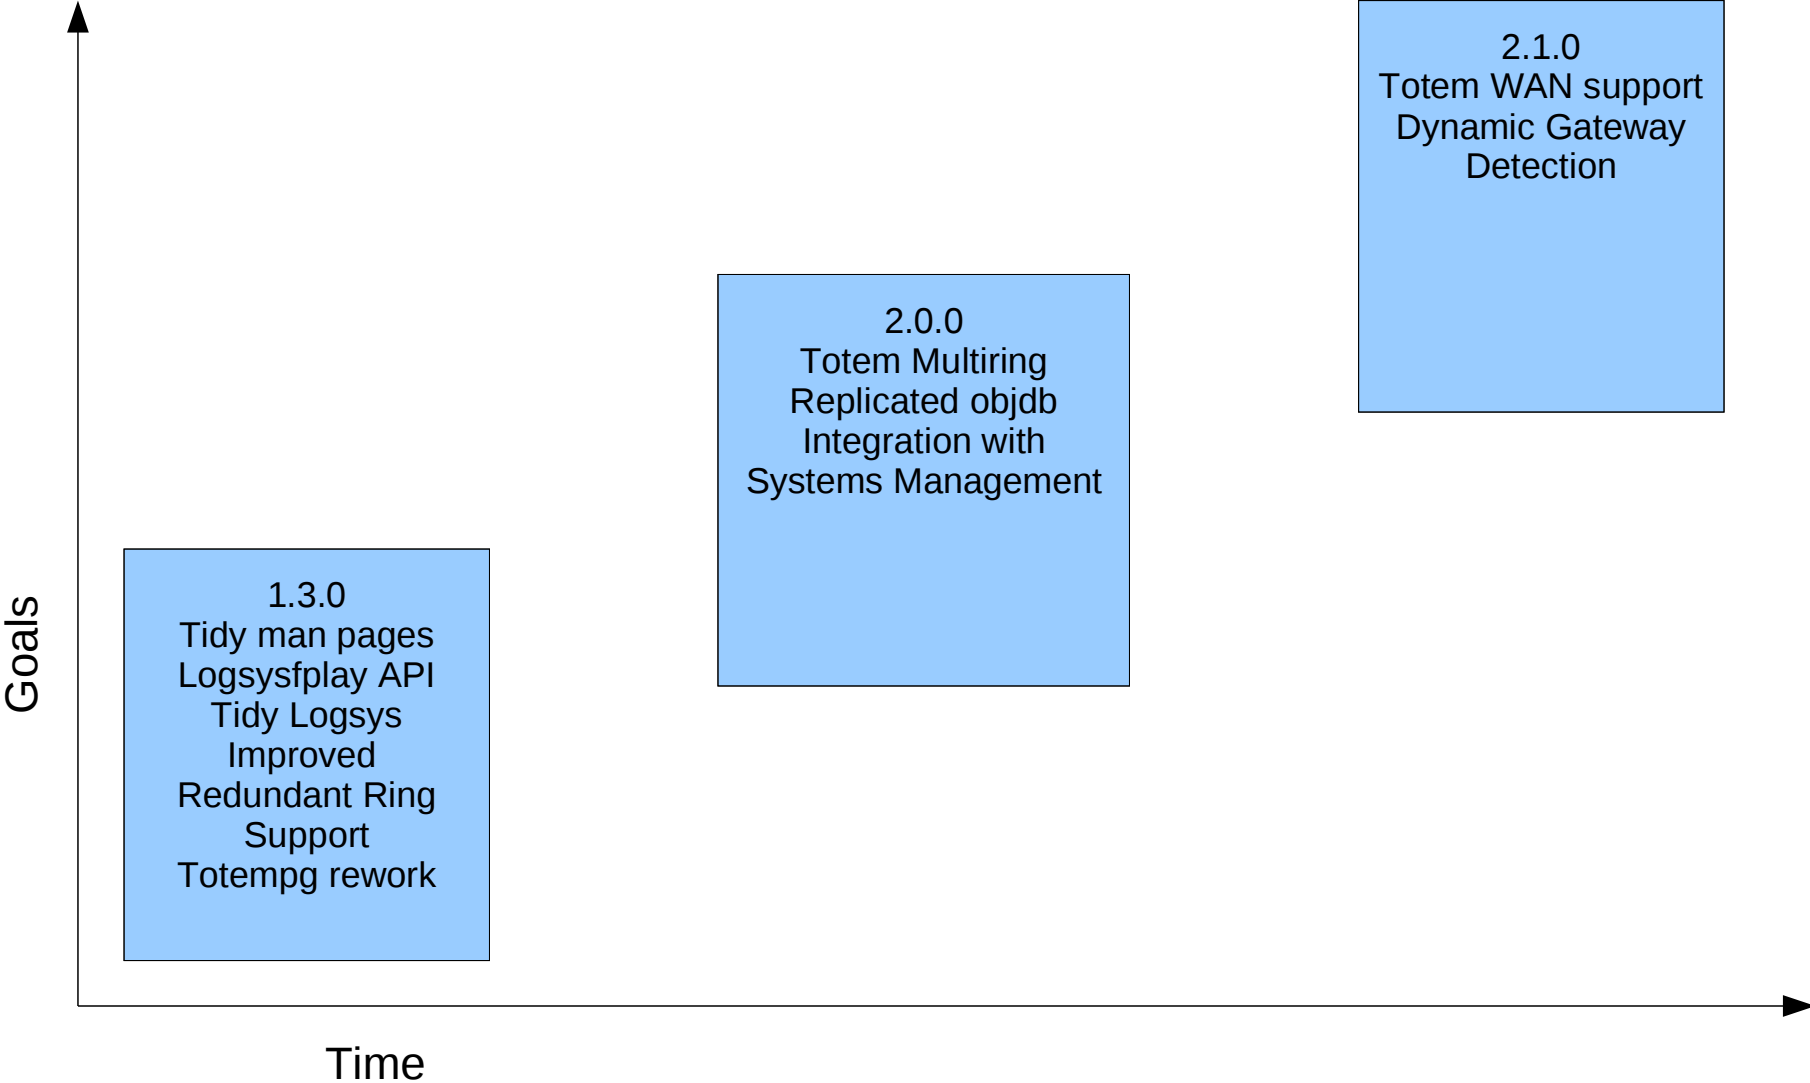 2.1.0
Totem WAN support
Dynamic Gateway
Detection
2.0.0
Totem Multiring
Replicated objdb
Integration with
Systems Management
1.3.0
Tidy man pages
Logsysfplay API
Tidy Logsys
Improved
Redundant Ring
Support
Totempg rework
Goals
Time